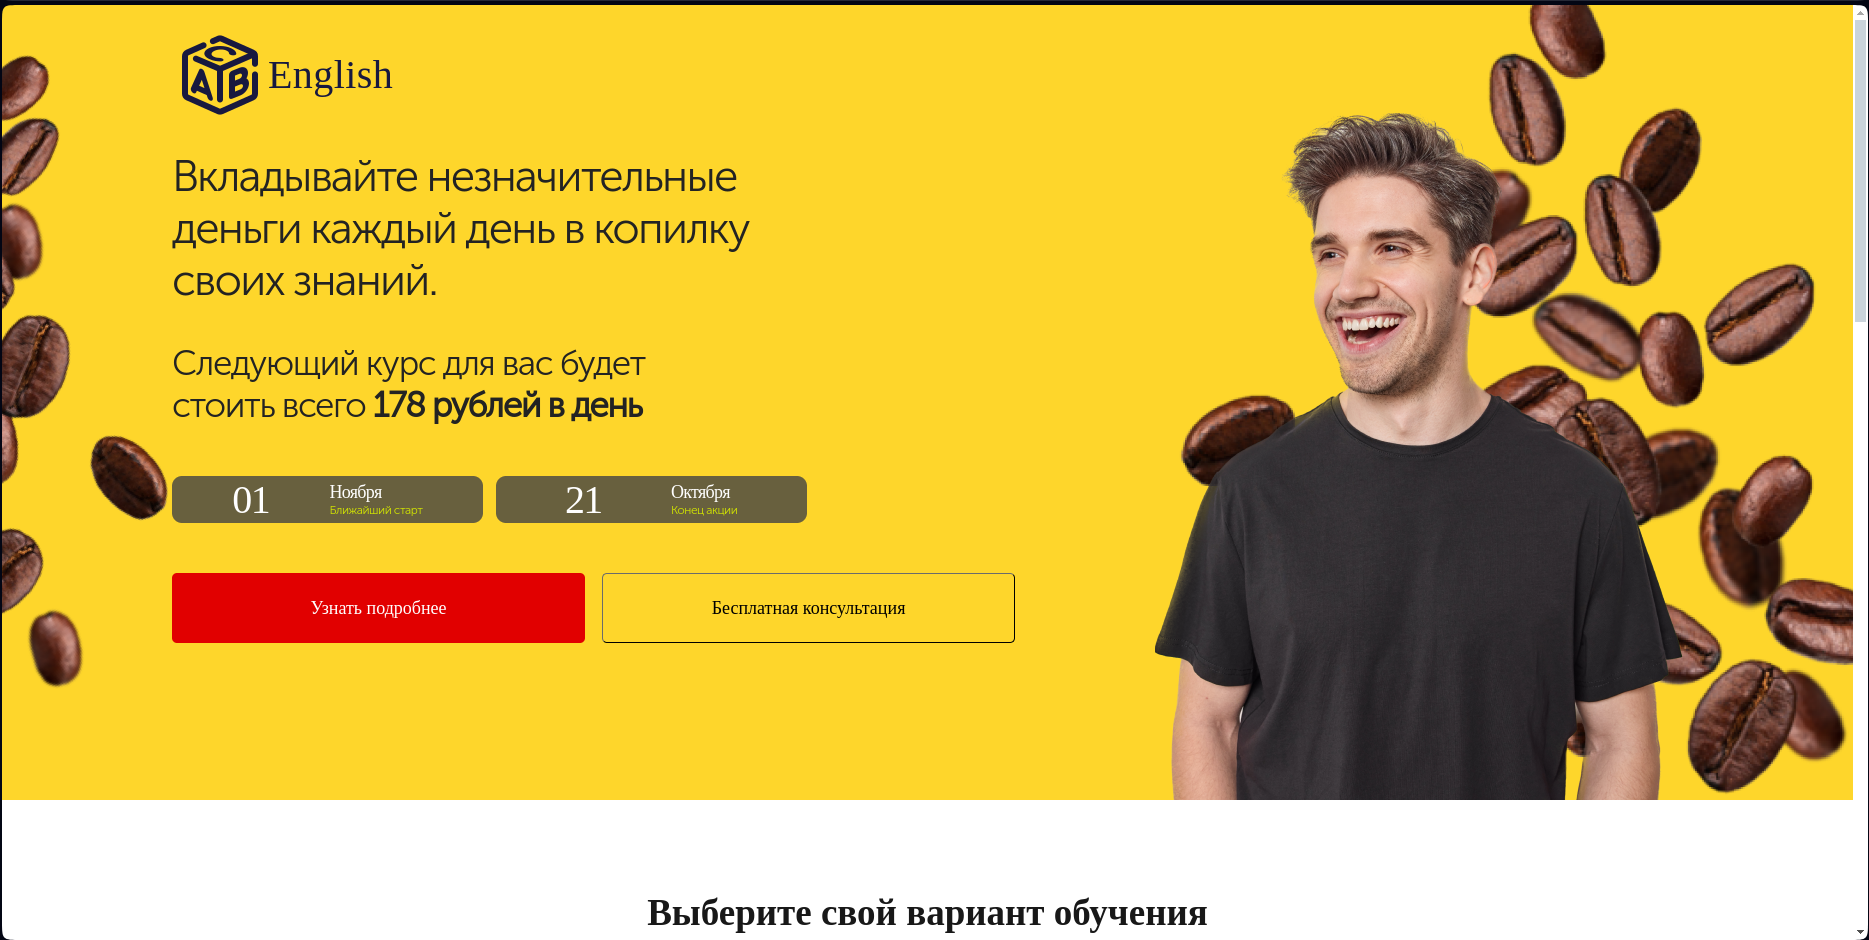 CAB
English
Вкладывайте незначительные
деньги каждый день в копилку
своих знаний.
Следующий курс для вас будет
стоить всего 178 рублей в день
01
Ноября
Ближайший старт
21
Октября
Конец акции
Узнать подробнее
Бесплатная консультация
Выберите свой вариант обучения